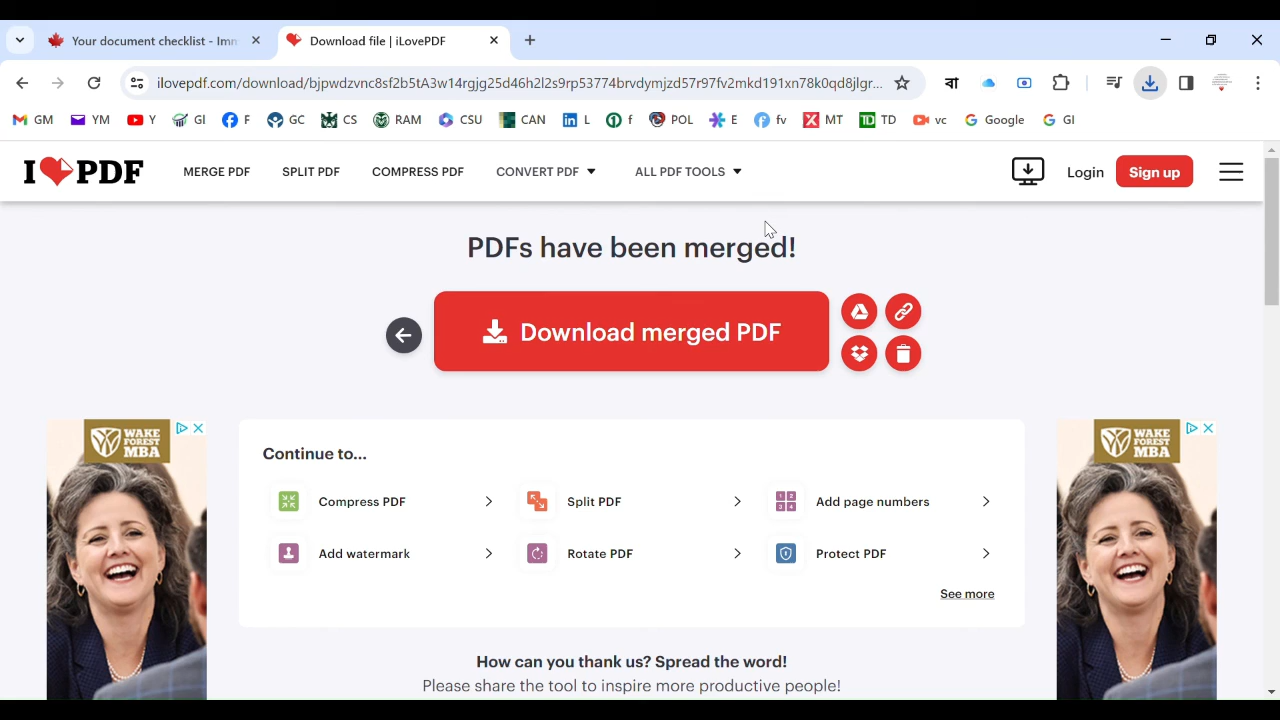 Your document checklist - Imm
Download file | iLovePDF
ilovepdf.com/download/bjpwdzvnc8sf2b5tA3w14rgjg25d46h2l2s9rp53774brvdymjzd57r97fv2mkd191m78k0qd8jlgr...
বা
GM YM Y GI F GC CS RAM CSU CAN in L f POL E fv MT TD TD vc Google GI
I PDF MERGE PDF SPLIT PDF COMPRESS PDF CONVERT PDF ALL PDF TOOLS Login Sign up
PDFs have been merged!
Download merged PDF
WAKE FOREST MBA
WAKE FOREST MBA
Continue to...
Compress PDF Split PDF Add page numbers
Add watermark Rotate PDF Protect PDF
See more
How can you thank us? Spread the word!
Please share the tool to inspire more productive people!